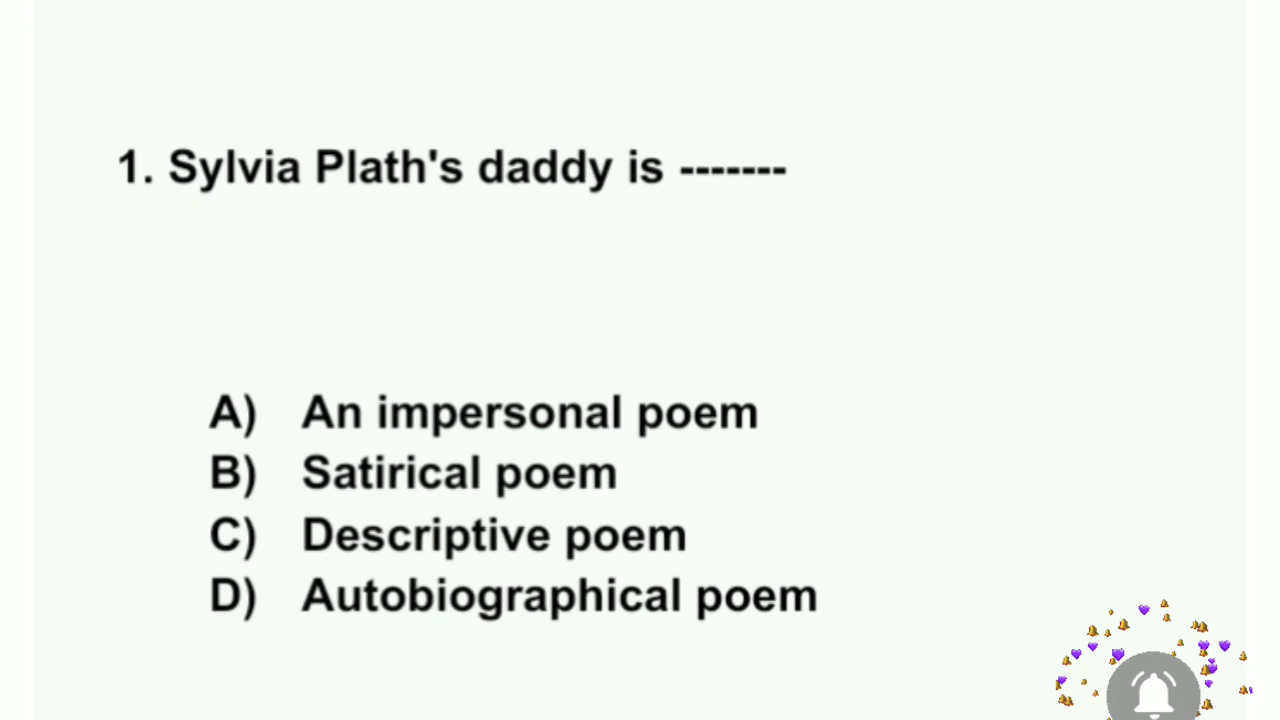 1. Sylvia Plath's daddy is -------
A) An impersonal poem
B) Satirical poem
C) Descriptive poem
D) Autobiographical poem